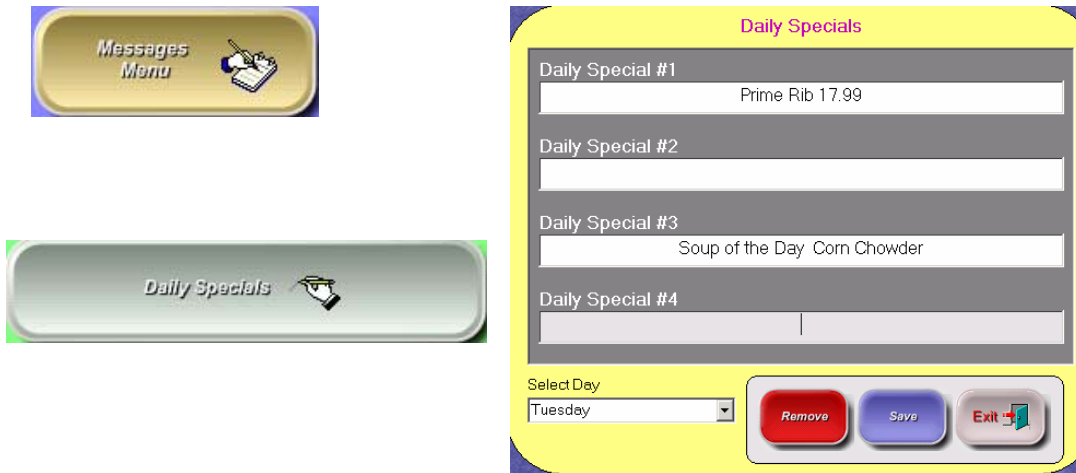 Messages
Menu
Daily Specials
Daily Specials
Daily Special #1
Prime Rib 17.99
Daily Special #2
Daily Special #3
Soup of the Day Corn Chowder
Daily Special #4
Select Day
Tuesday
Remove
Save
Exit